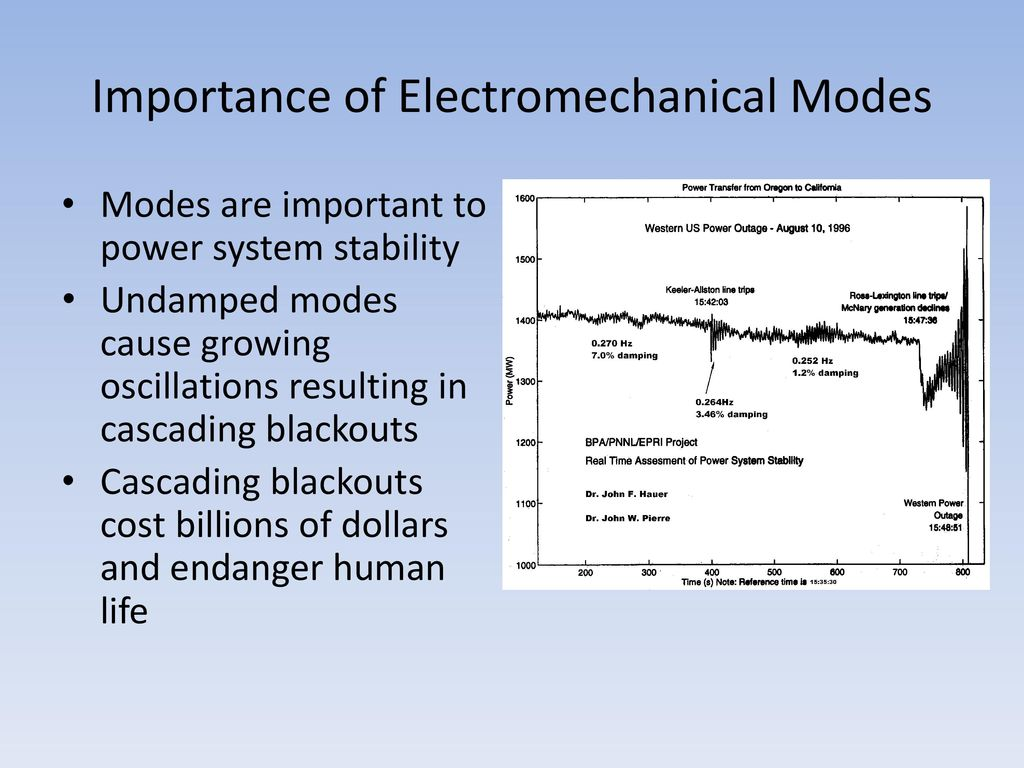 Importance of Electromechanical Modes
• Modes are important to
power system stability
• Undamped modes
cause growing
oscillations resulting in
cascading blackouts
• Cascading blackouts
cost billions of dollars
and endanger human
life
Power Transfer from Oregon to California
1600
Western US Power Outage - August 10, 1996
1500
Keeler-Allston line trips
15:42:03
Ross-Lexington line trips/
McNary generation declines
15:47:36
1400
0.270 Hz
7.0% damping
0.252 Hz
1.2% damping
Power (MW)
1300
0.264Hz
3.46% damping
1200
BPA/PNNL/EPRI Project
Real Time Assesment of Power System Stability
Dr. John F. Hauer
1100
Western Power
Outage
15:48:51
Dr. John W. Pierre
1000
200 300 400 500 600 700 800
Time (s) Note: Reference time is 15:35:30